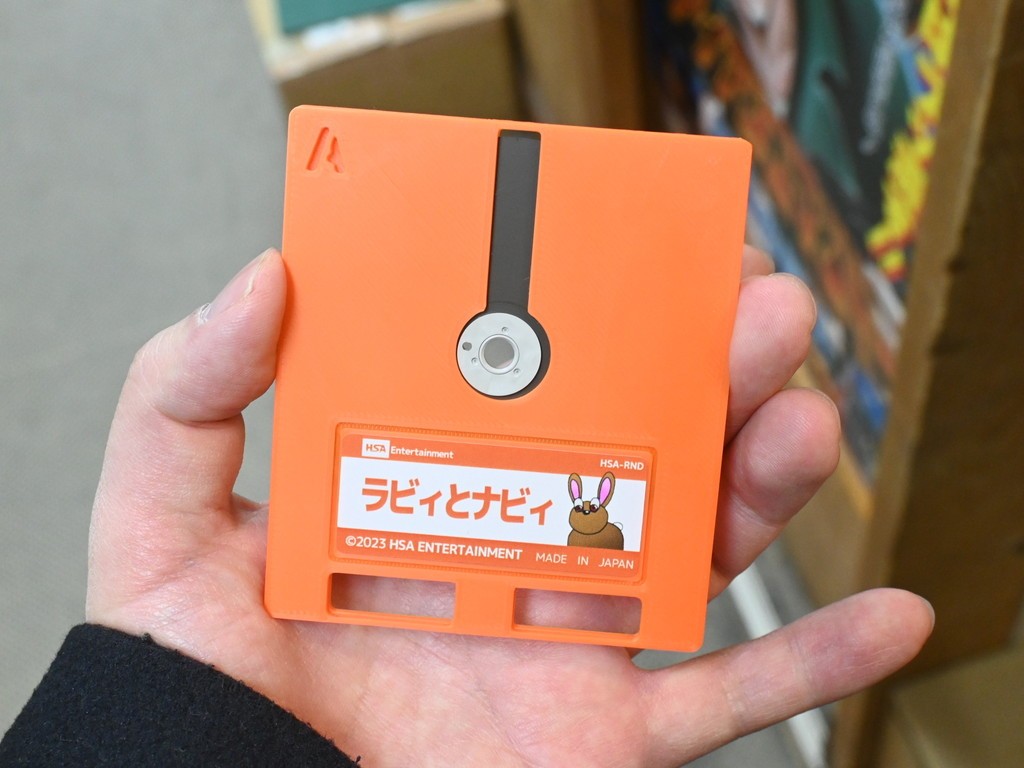 A
HSA Entertainment
HSA-RND
ラビィとナビィ
©2023 HSA ENTERTAINMENT
MADE IN JAPAN